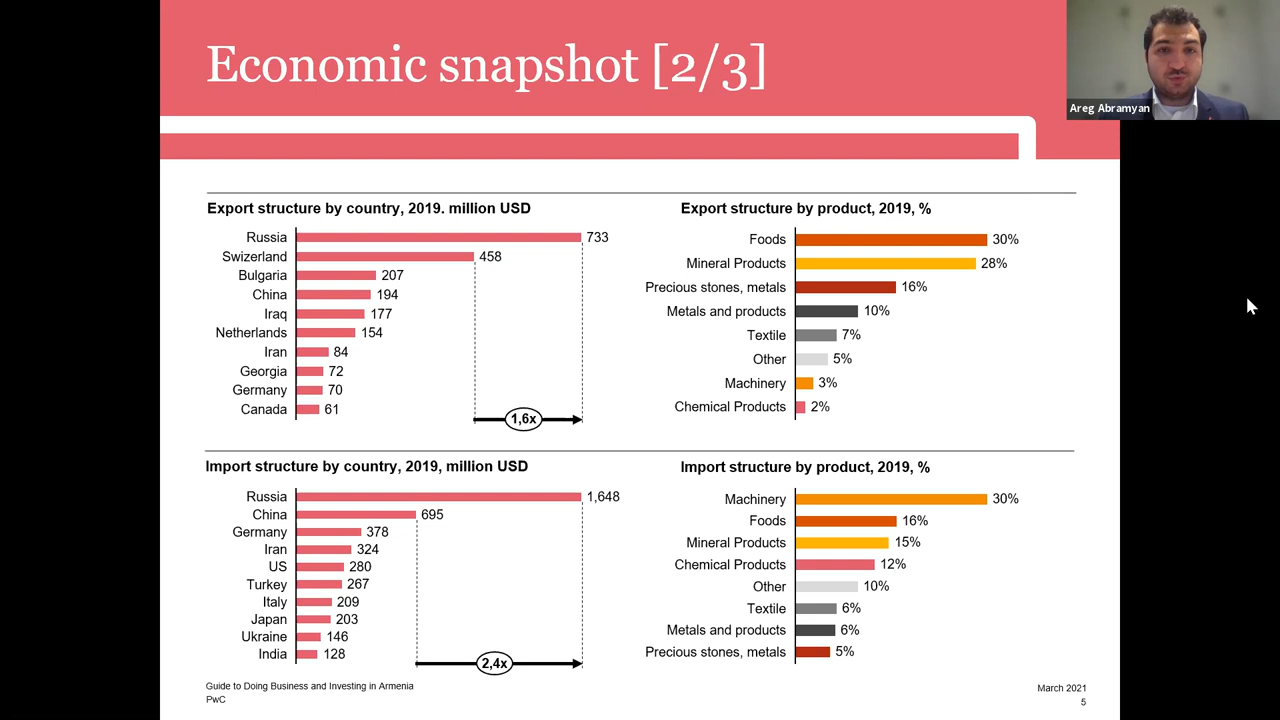 Economic snapshot [2/3]
Areg Abramyan
Export structure by country, 2019. million USD
Russia 733
Swizerland 458
Bulgaria 207
China 194
Iraq 177
Netherlands 154
Iran 84
Georgia 72
Germany 70
Canada 61
1,6x
Export structure by product, 2019, %
Foods 30%
Mineral Products 28%
Precious stones, metals 16%
Metals and products 10%
Textile 7%
Other 5%
Machinery 3%
Chemical Products 2%
Import structure by country, 2019, million USD
Russia 1,648
China 695
Germany 378
Iran 324
US 280
Turkey 267
Italy 209
Japan 203
Ukraine 146
India 128
2,4x
Import structure by product, 2019, %
Machinery 30%
Foods 16%
Mineral Products 15%
Chemical Products 12%
Other 10%
Textile 6%
Metals and products 6%
Precious stones, metals 5%
Guide to Doing Business and Investing in Armenia
PwC
March 2021
5